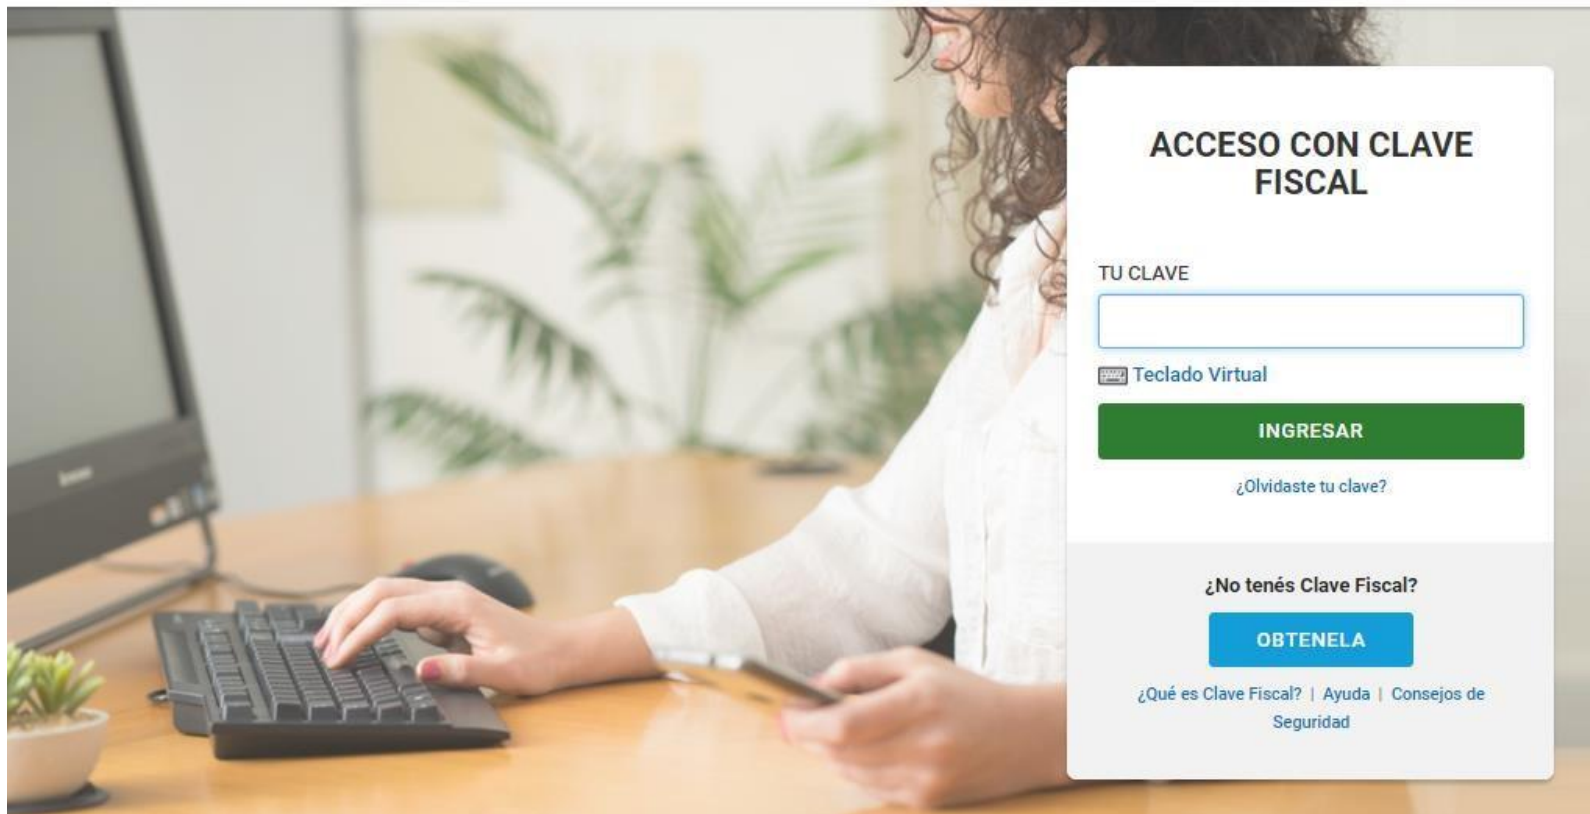 ACCESO CON CLAVE
FISCAL
TU CLAVE
Teclado Virtual
INGRESAR
¿Olvidaste tu clave?
¿No tenés Clave Fiscal?
OBTENELA
¿Qué es Clave Fiscal? | Ayuda | Consejos de
Seguridad